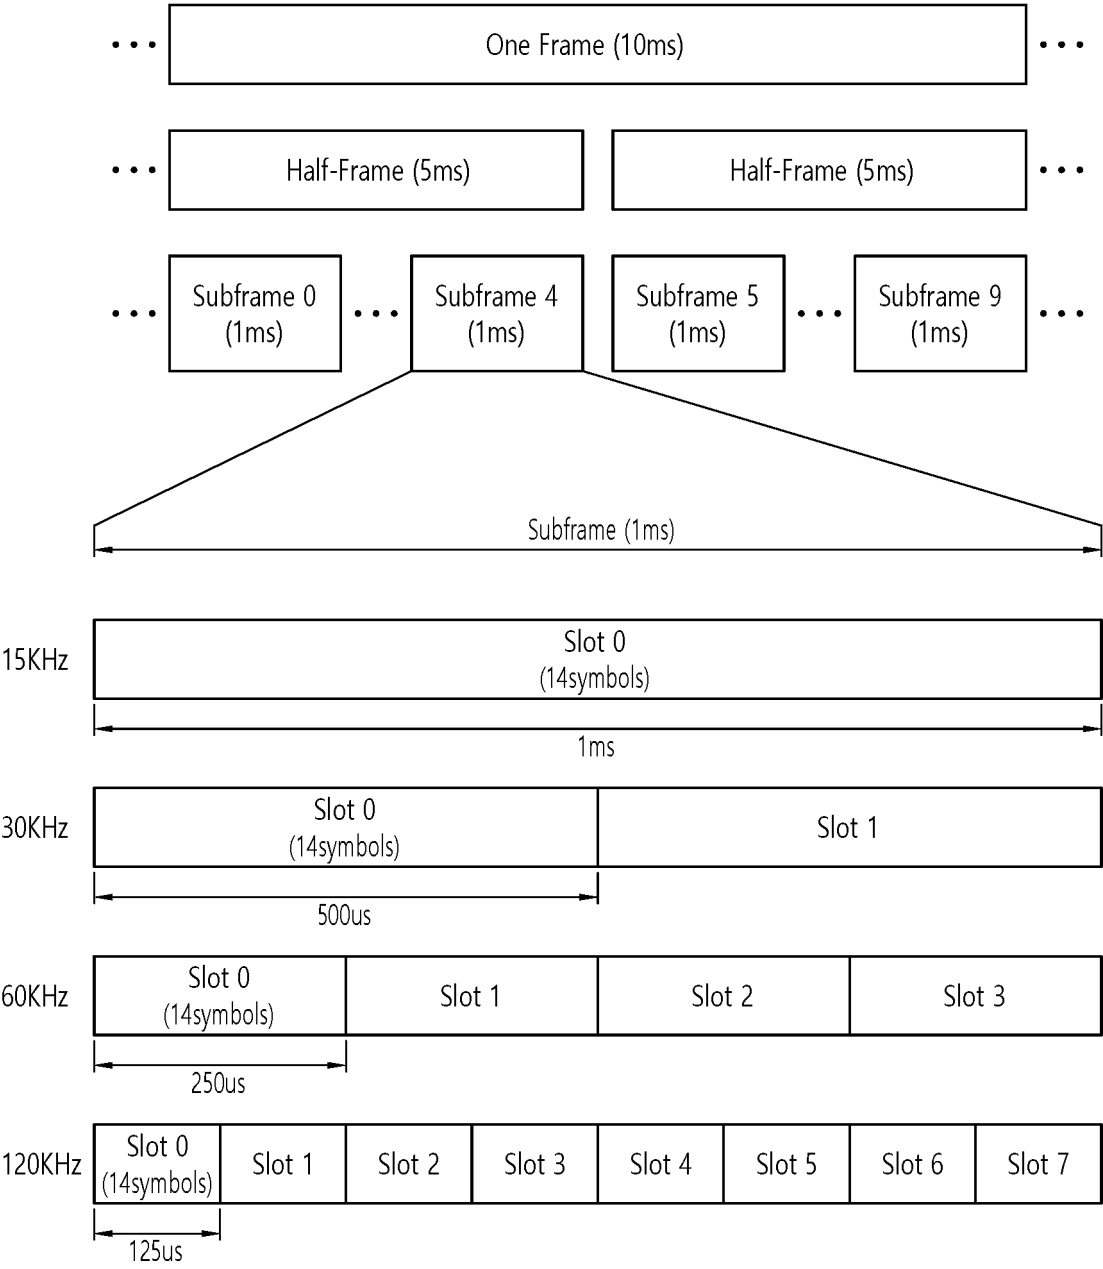 One Frame (10ms)
Half-Frame (5ms)
Half-Frame (5ms)
Subframe 0
(1ms)
Subframe 4
(1ms)
Subframe 5
(1ms)
Subframe 9
(1ms)
Subframe (1ms)
15KHz
Slot 0
(14symbols)
1ms
30KHz
Slot 0
(14symbols)
Slot 1
500us
60KHz
Slot 0
(14symbols)
Slot 1
Slot 2
Slot 3
250us
120KHz
Slot 0
(14symbols)
Slot 1
Slot 2
Slot 3
Slot 4
Slot 5
Slot 6
Slot 7
125us